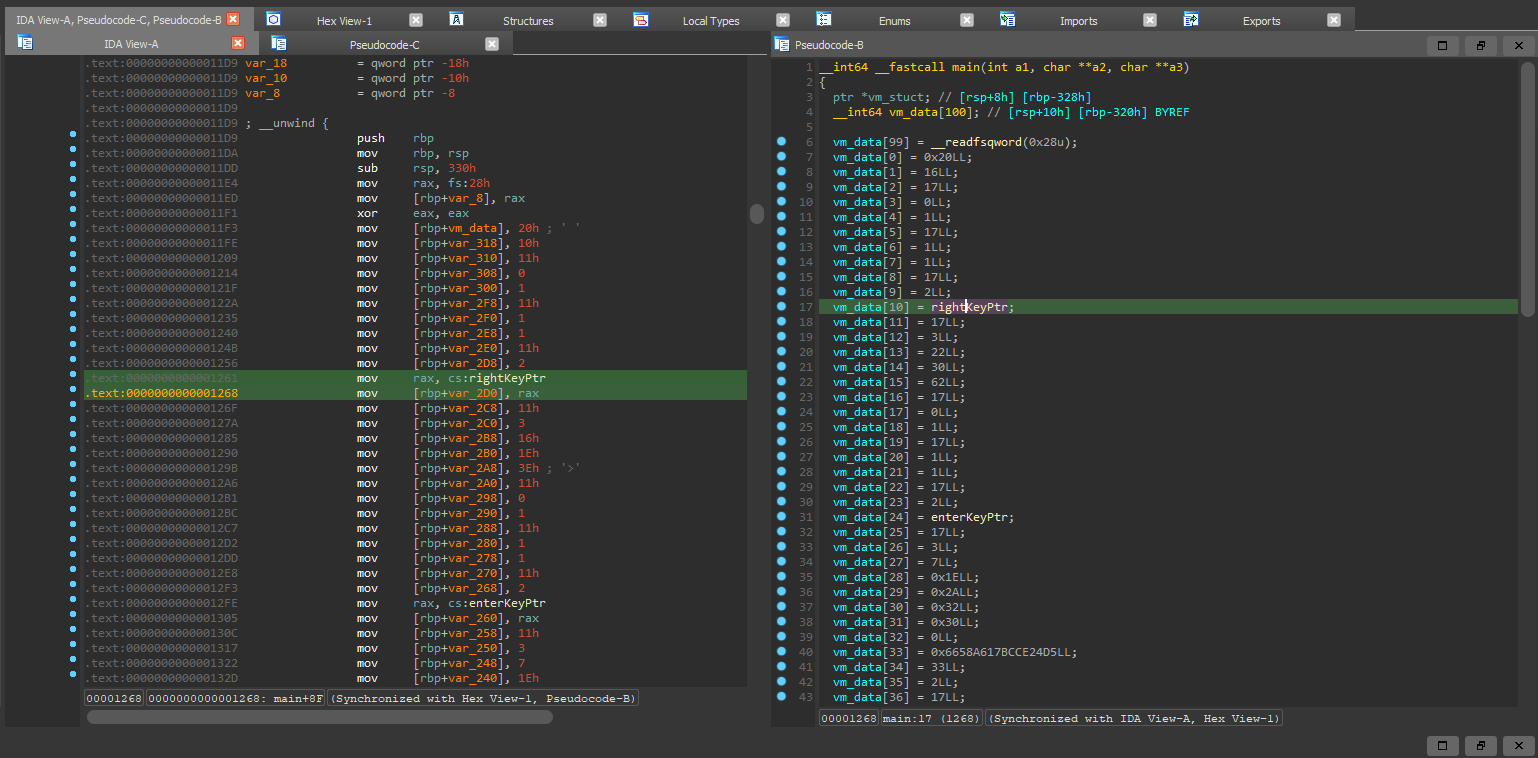 IDA View-A, Pseudocode-C, Pseudocode-B
Hex View-1
Structures
Local Types
Enums
Imports
Exports
IDA View-A
Pseudocode-C
.text:00000000000011D9 var_18 = qword ptr -18h
.text:00000000000011D9 var_10 = qword ptr -10h
.text:00000000000011D9 var_8 = qword ptr -8
.text:00000000000011D9
.text:00000000000011D9 ; __unwind {
.text:00000000000011D9 push rbp
.text:00000000000011DA mov rbp, rsp
.text:00000000000011DD sub rsp, 330h
.text:00000000000011E4 mov rax, fs:28h
.text:00000000000011ED mov [rbp+var_8], rax
.text:00000000000011F1 xor eax, eax
.text:00000000000011F3 mov [rbp+vm_data], 20h ; ' '
.text:00000000000011FE mov [rbp+var_318], 10h
.text:0000000000001209 mov [rbp+var_310], 11h
.text:0000000000001214 mov [rbp+var_308], 0
.text:000000000000121F mov [rbp+var_300], 1
.text:000000000000122A mov [rbp+var_2F8], 11h
.text:0000000000001235 mov [rbp+var_2F0], 1
.text:0000000000001240 mov [rbp+var_2E8], 1
.text:000000000000124B mov [rbp+var_2E0], 11h
.text:0000000000001256 mov [rbp+var_2D8], 2
.text:0000000000001261 mov rax, cs:rightKeyPtr
.text:0000000000001268 mov [rbp+var_2D0], rax
.text:000000000000126F mov [rbp+var_2C8], 11h
.text:000000000000127A mov [rbp+var_2C0], 3
.text:0000000000001285 mov [rbp+var_2B8], 16h
.text:0000000000001290 mov [rbp+var_2B0], 1Eh
.text:000000000000129B mov [rbp+var_2A8], 3Eh ; '>'
.text:00000000000012A6 mov [rbp+var_2A0], 11h
.text:00000000000012B1 mov [rbp+var_298], 0
.text:00000000000012BC mov [rbp+var_290], 1
.text:00000000000012C7 mov [rbp+var_288], 11h
.text:00000000000012D2 mov [rbp+var_280], 1
.text:00000000000012DD mov [rbp+var_278], 1
.text:00000000000012E8 mov [rbp+var_270], 11h
.text:00000000000012F3 mov [rbp+var_268], 2
.text:00000000000012FE mov rax, cs:enterKeyPtr
.text:0000000000001305 mov [rbp+var_260], rax
.text:000000000000130C mov [rbp+var_258], 11h
.text:0000000000001317 mov [rbp+var_250], 3
.text:0000000000001322 mov [rbp+var_248], 7
.text:000000000000132D mov [rbp+var_240], 1Eh
00001268 0000000000001268: main+8F (Synchronized with Hex View-1, Pseudocode-B)
Pseudocode-B
1 __int64 __fastcall main(int a1, char **a2, char **a3)
2 {
3 ptr *vm_stuct; // [rsp+8h] [rbp-328h]
4 __int64 vm_data[100]; // [rsp+10h] [rbp-320h] BYREF
5
6 vm_data[99] = __readfsqword(0x28u);
7 vm_data[0] = 0x20LL;
8 vm_data[1] = 16LL;
9 vm_data[2] = 17LL;
10 vm_data[3] = 0LL;
11 vm_data[4] = 1LL;
12 vm_data[5] = 17LL;
13 vm_data[6] = 1LL;
14 vm_data[7] = 1LL;
15 vm_data[8] = 17LL;
16 vm_data[9] = 2LL;
17 vm_data[10] = rightKeyPtr;
18 vm_data[11] = 17LL;
19 vm_data[12] = 3LL;
20 vm_data[13] = 22LL;
21 vm_data[14] = 30LL;
22 vm_data[15] = 62LL;
23 vm_data[16] = 17LL;
24 vm_data[17] = 0LL;
25 vm_data[18] = 1LL;
26 vm_data[19] = 17LL;
27 vm_data[20] = 1LL;
28 vm_data[21] = 1LL;
29 vm_data[22] = 17LL;
30 vm_data[23] = 2LL;
31 vm_data[24] = enterKeyPtr;
32 vm_data[25] = 17LL;
33 vm_data[26] = 3LL;
34 vm_data[27] = 7LL;
35 vm_data[28] = 0x1ELL;
36 vm_data[29] = 0x2ALL;
37 vm_data[30] = 0x32LL;
38 vm_data[31] = 0x30LL;
39 vm_data[32] = 0LL;
40 vm_data[33] = 0x6658A617BCCE24D5LL;
41 vm_data[34] = 33LL;
42 vm_data[35] = 2LL;
43 vm_data[36] = 17LL;
00001268 main:17 (1268) (Synchronized with IDA View-A, Hex View-1)